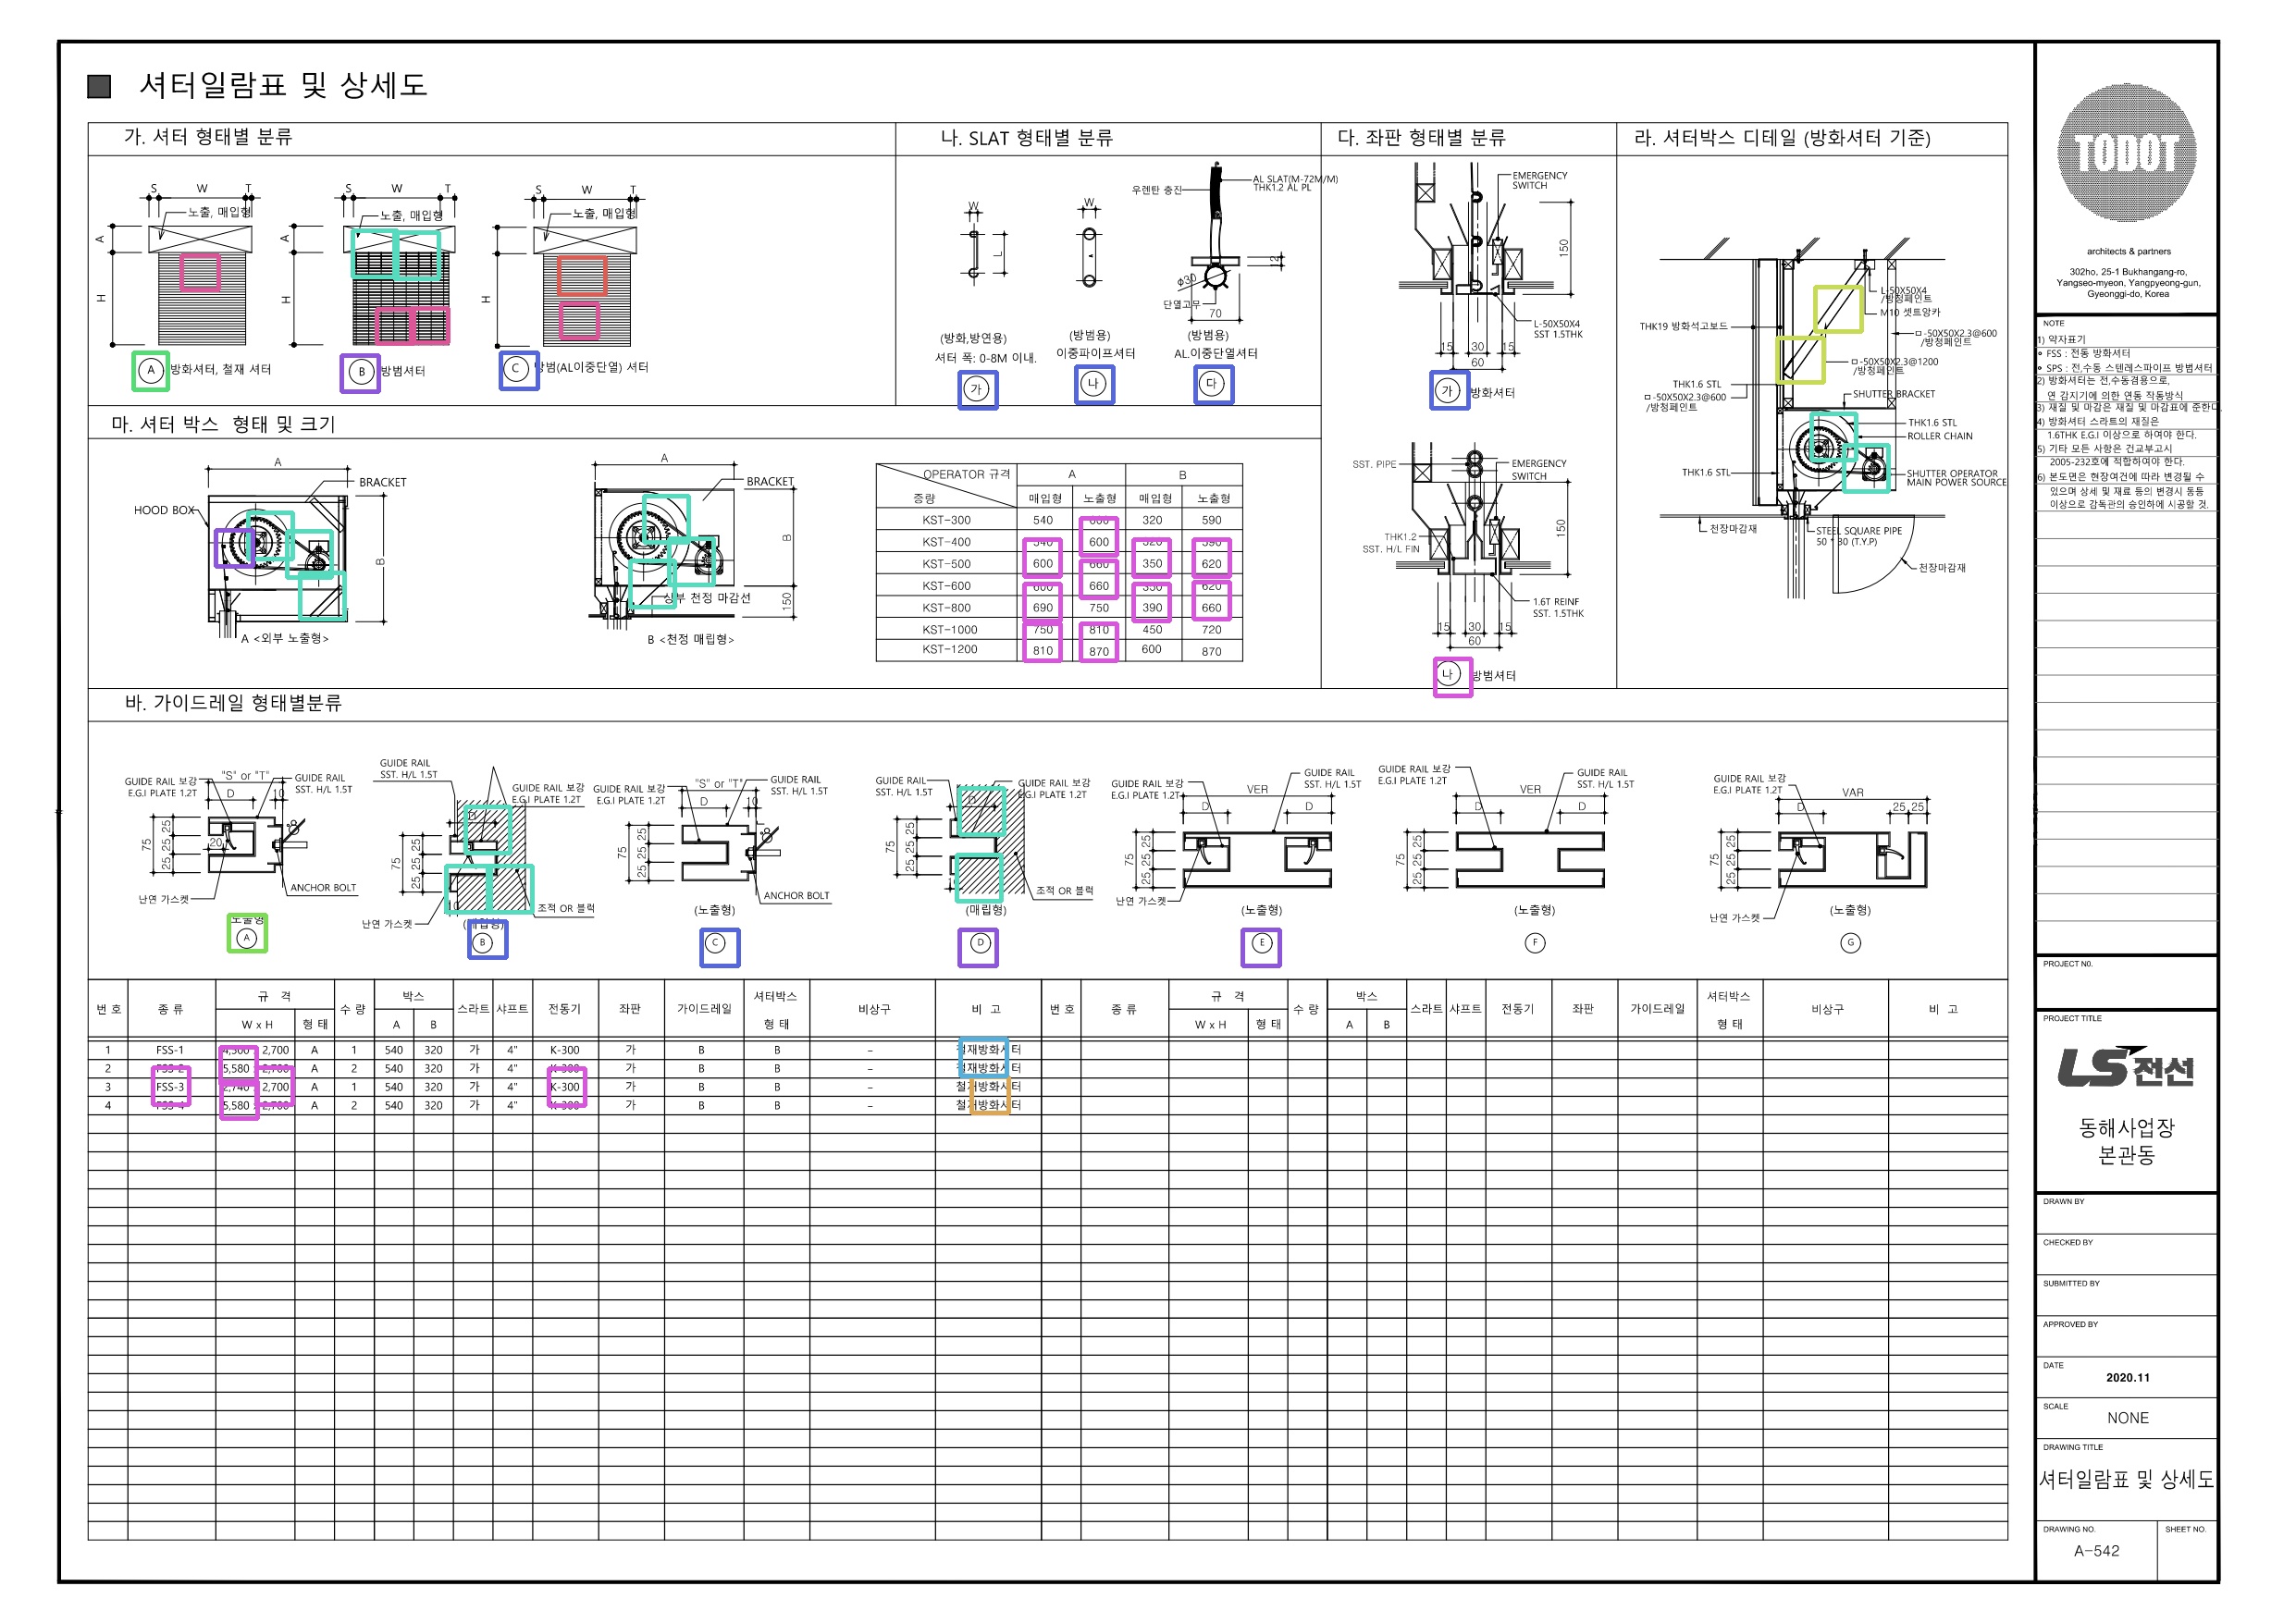 셔터일람표 및 상세도
가. 셔터 형태별 분류
나. SLAT 형태별 분류
다. 좌판 형태별 분류
라. 셔터박스 디테일 (방화셔터 기준)
S W T
노출, 매입형
A
H
A 방화셔터, 철재 셔터
S W T
노출, 매입형
A
H
B 방범셔터
S W T
노출, 매입형
H
C 방범(AL이중단열) 셔터
W
L
(방화,방연용)
셔터 폭: 0-8M 이내.
가
W
(방범용)
이중파이프셔터
나
우렌탄 충진
AL SLAT(M-72M/M)
THK1.2 AL PL
12
Φ30
단열고무
70
(방범용)
AL.이중단열셔터
다
EMERGENCY
SWITCH
150
L-50X50X4
SST 1.5THK
15 30 15
60
가 방화셔터
SST. PIPE
EMERGENCY
SWITCH
THK1.2
SST. H/L FIN
150
1.6T REINF
SST. 1.5THK
15 30 15
60
나 방범셔터
L-50X50X4
/방청페인트
M10 셋트앙카
THK19 방화석고보드
ㅁ-50X50X2.3@600
/방청페인트
ㅁ-50X50X2.3@1200
/방청페인트
THK1.6 STL
ㅁ-50X50X2.3@600
/방청페인트
SHUTTER BRACKET
THK1.6 STL
ROLLER CHAIN
THK1.6 STL
SHUTTER OPERATOR
MAIN POWER SOURCE
천장마감재
STEEL SQUARE PIPE
50 * 30 (T.Y.P)
천장마감재
마. 셔터 박스 형태 및 크기
A
BRACKET
HOOD BOX
B
A <외부 노출형>
A
BRACKET
B
150
상부 천정 마감선
B <천정 매립형>
OPERATOR 규격 A B
중량 매입형 노출형 매입형 노출형
KST-300 540 600 320 590
KST-400 540 600 320 590
KST-500 600 660 350 620
KST-600 600 660 350 620
KST-800 690 750 390 660
KST-1000 750 810 450 720
KST-1200 810 870 600 870
바. 가이드레일 형태별분류
GUIDE RAIL 보강
E.G.I PLATE 1.2T
"S" or "T"
GUIDE RAIL
SST. H/L 1.5T
D 10
75
25 25 25
20
ANCHOR BOLT
난연 가스켓
노출형
A
GUIDE RAIL
SST. H/L 1.5T
GUIDE RAIL 보강
E.G.I PLATE 1.2T
D
75
25 25 25
조적 OR 블럭
난연 가스켓
(매립형)
B
GUIDE RAIL 보강
E.G.I PLATE 1.2T
"S" or "T"
GUIDE RAIL
SST. H/L 1.5T
D 10
75
25 25 25
ANCHOR BOLT
(노출형)
C
GUIDE RAIL
SST. H/L 1.5T
GUIDE RAIL 보강
E.G.I PLATE 1.2T
D
75
25 25 25
조적 OR 블럭
(매립형)
D
GUIDE RAIL 보강
E.G.I PLATE 1.2T
GUIDE RAIL
SST. H/L 1.5T
VER
D D
75
25 25 25
난연 가스켓
(노출형)
E
GUIDE RAIL 보강
E.G.I PLATE 1.2T
GUIDE RAIL
SST. H/L 1.5T
VER
D D
75
25 25 25
(노출형)
F
GUIDE RAIL 보강
E.G.I PLATE 1.2T
VAR
D 25 25
75
25 25 25
난연 가스켓
(노출형)
G
번 호 종 류 규 격 수 량 박스 스라트 샤프트 전동기 좌판 가이드레일 셔터박스 비상구 비 고 번 호 종 류 규 격 수 량 박스 스라트 샤프트 전동기 좌판 가이드레일 셔터박스 비상구 비 고
W x H 형 태 A B 형 태 W x H 형 태 A B 형 태
1 FSS-1 4,500 2,700 A 1 540 320 가 4" K-300 가 B B - 철재방화셔터
2 FSS-2 5,580 2,700 A 2 540 320 가 4" K-300 가 B B - 철재방화셔터
3 FSS-3 2,740 2,700 A 1 540 320 가 4" K-300 가 B B - 철재방화셔터
4 FSS-4 5,580 2,700 A 2 540 320 가 4" K-300 가 B B - 철재방화셔터
TODOT
architects & partners
302ho, 25-1 Bukhangang-ro,
Yangseo-myeon, Yangpyeong-gun,
Gyeonggi-do, Korea
NOTE
1) 약자표기
• FSS : 전동 방화셔터
• SPS : 전,수동 스텐레스파이프 방범셔터
2) 방화셔터는 전,수동겸용으로,
연 감지기에 의한 연동 작동방식
3) 재질 및 마감은 재질 및 마감표에 준한다.
4) 방화셔터 스라트의 재질은
1.6THK E.G.I 이상으로 하여야 한다.
5) 기타 모든 사항은 건교부고시
2005-232호에 적합하여야 한다.
6) 본도면은 현장여건에 따라 변경될 수
있으며 상세 및 재료 등의 변경시 동등
이상으로 감독관의 승인하에 시공할 것.
PROJECT N0.
PROJECT TITLE
LS전선
동해사업장
본관동
DRAWN BY
CHECKED BY
SUBMITTED BY
APPROVED BY
DATE
2020.11
SCALE
NONE
DRAWING TITLE
셔터일람표 및 상세도
DRAWING NO.
SHEET NO.
A-542